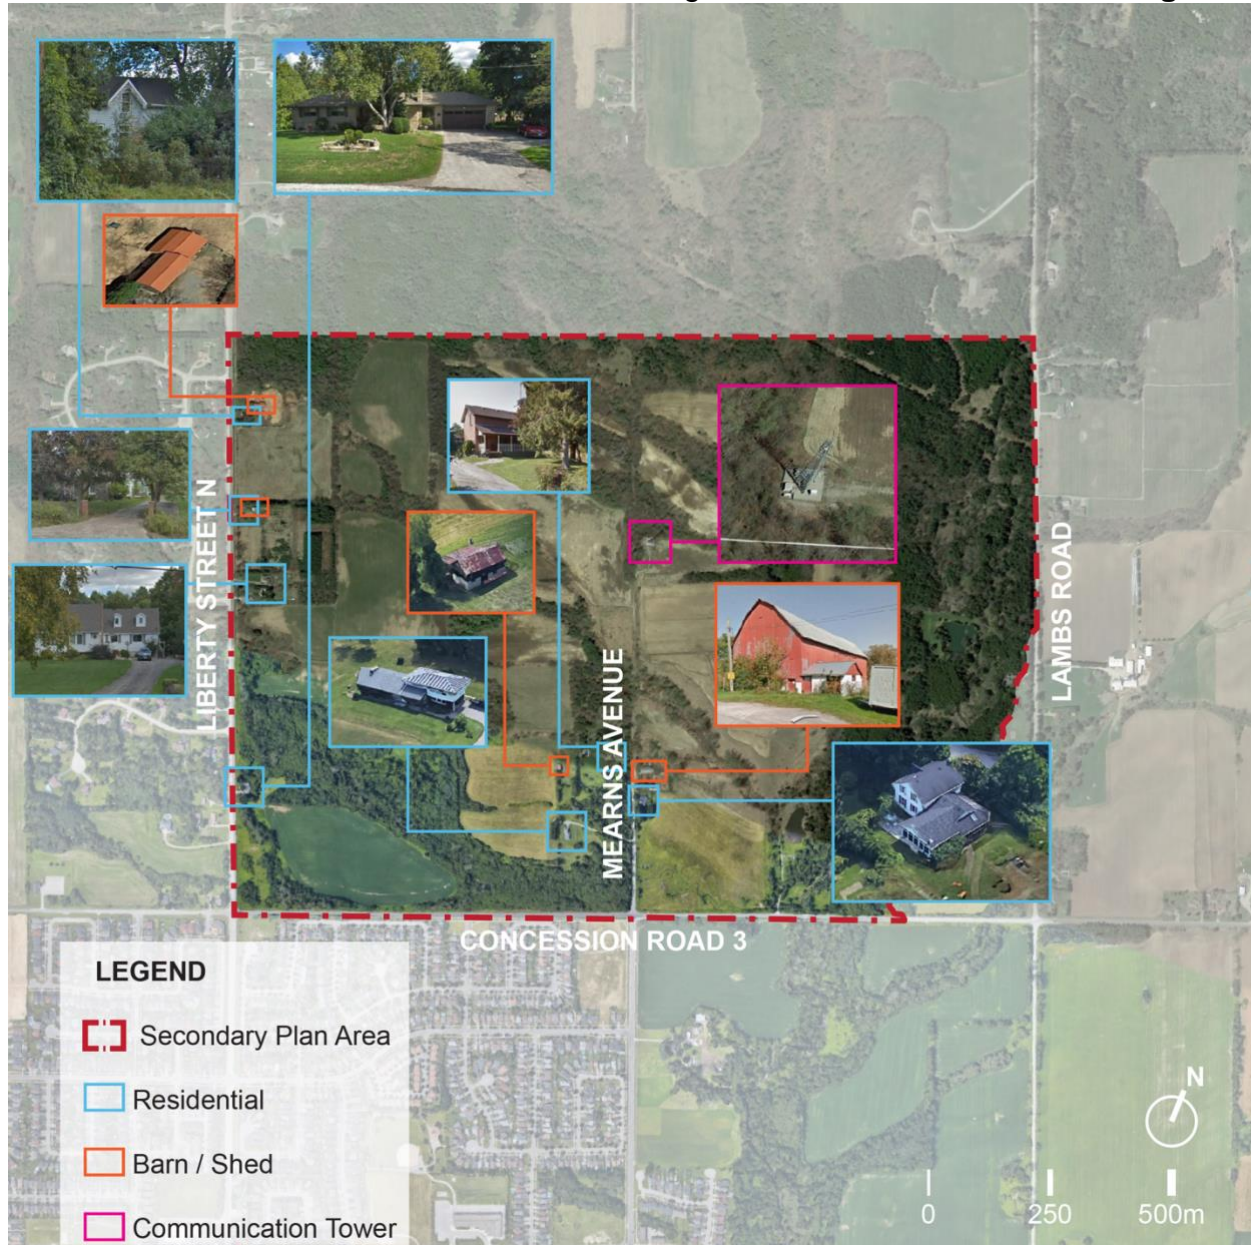 LIBERTY STREET N
MEARNS AVENUE
LAMBS ROAD
CONCESSION ROAD 3
LEGEND
Secondary Plan Area
Residential
Barn / Shed
Communication Tower
N
0 250 500m